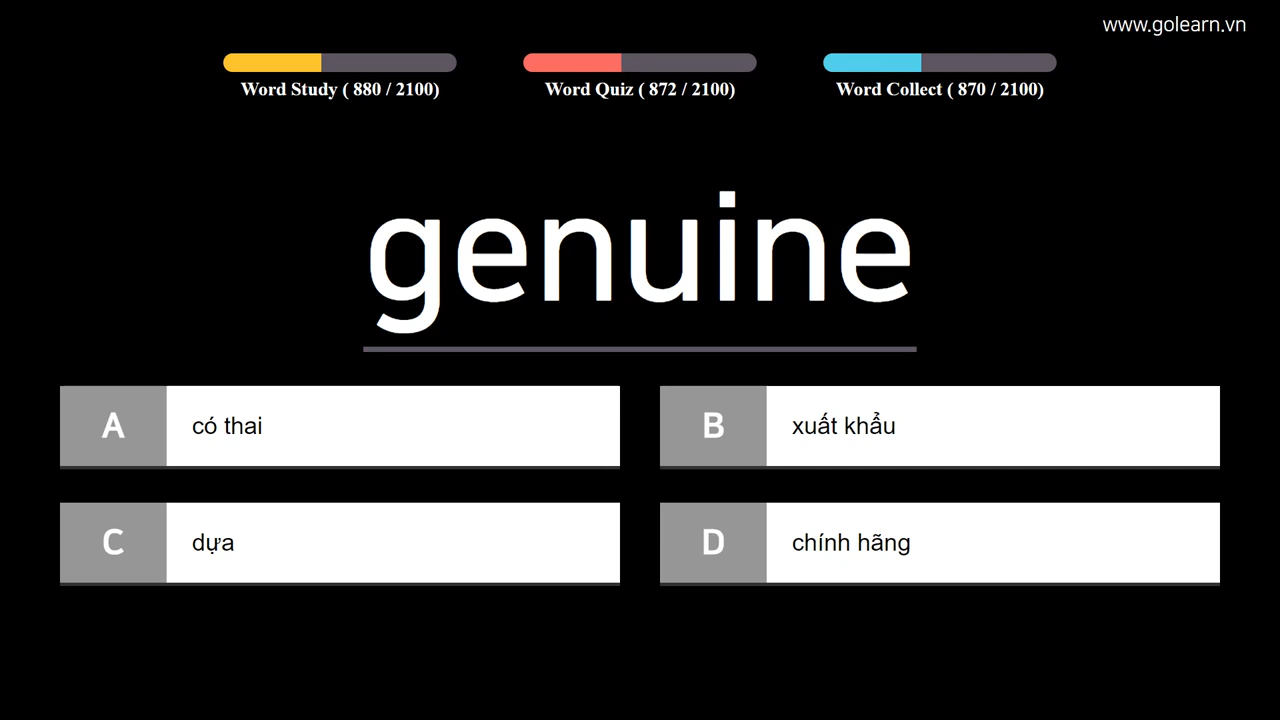 www.golearn.vn
Word Study ( 880 / 2100)
Word Quiz ( 872 / 2100)
Word Collect ( 870 / 2100)
genuine
A có thai
B xuất khẩu
C dựa
D chính hãng